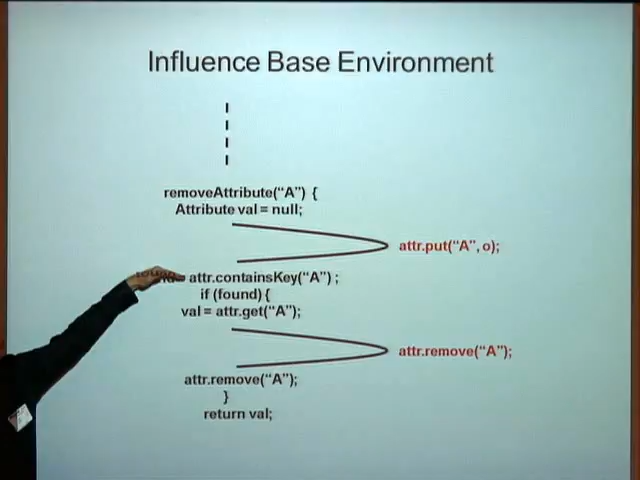 Influence Base Environment
removeAttribute(“A”) {
Attribute val = null;
attr.put(“A”, o);
attr.containsKey(“A”) ;
if (found) {
val = attr.get(“A”);
attr.remove(“A”);
attr.remove(“A”);
}
return val;